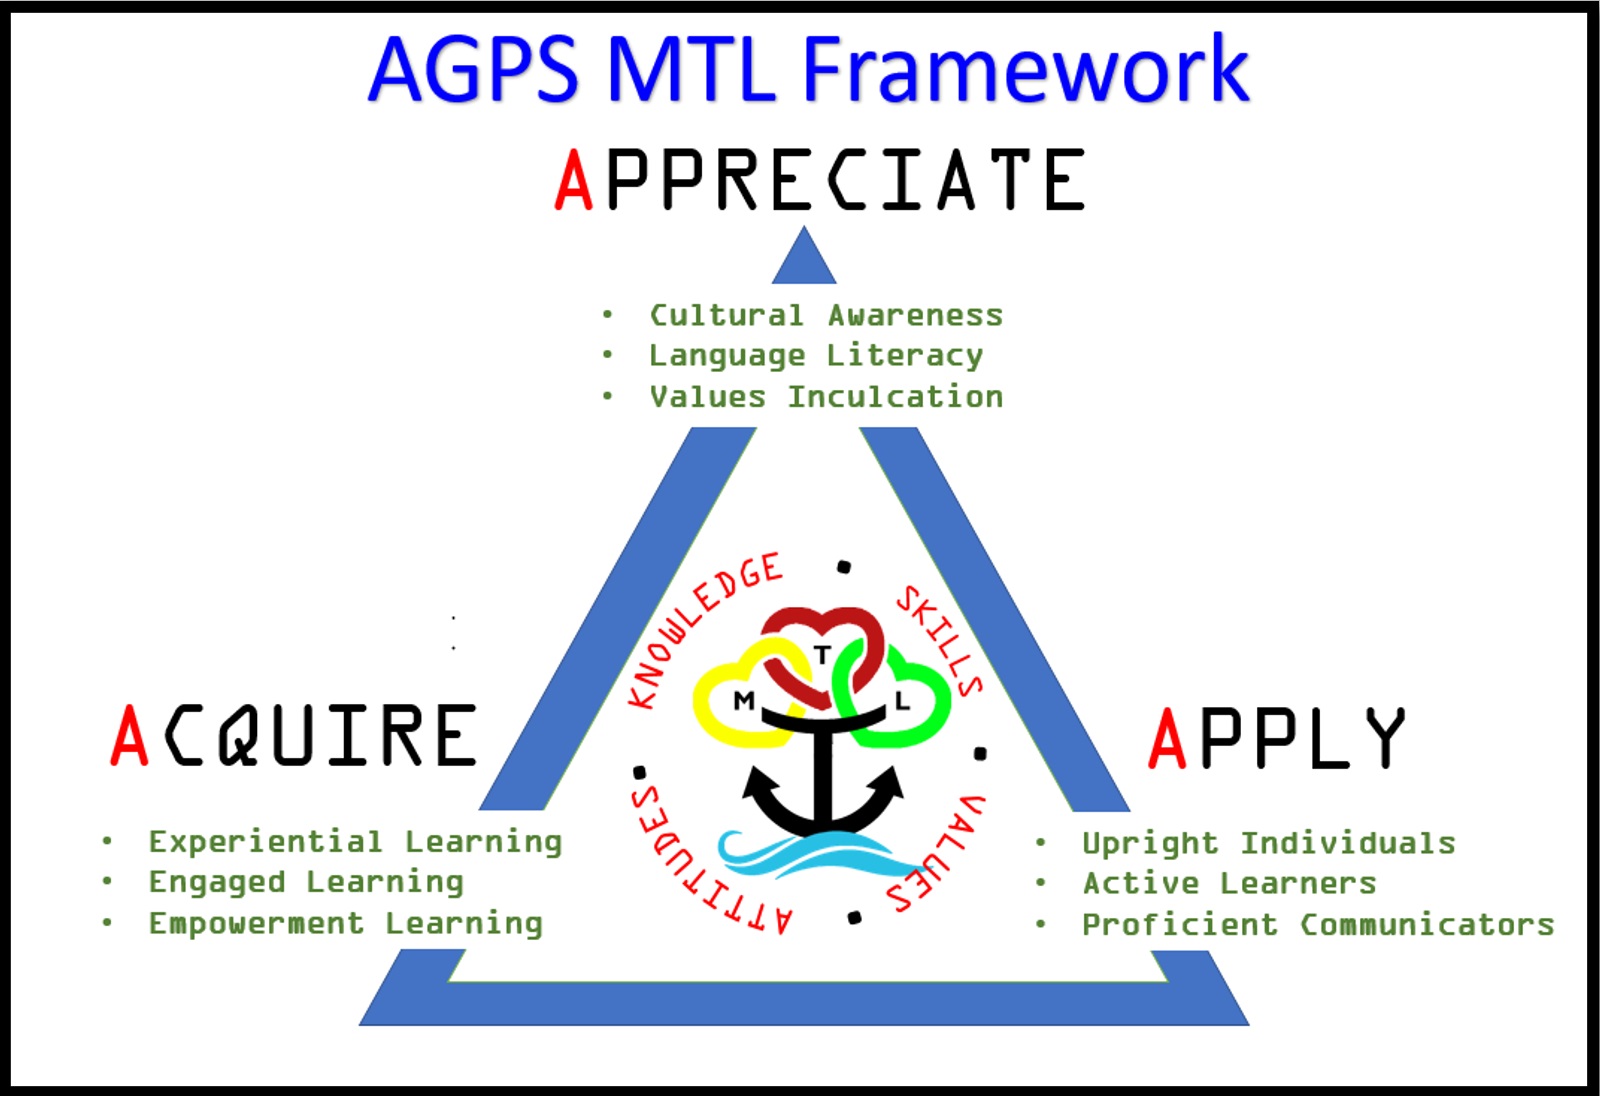 AGPS MTL Framework
APPRECIATE
• Cultural Awareness
• Language Literacy
• Values Inculcation
KNOWLEDGE
SKILLS
T
M
L
ATTITUDES
VALUES
ACQUIRE
• Experiential Learning
• Engaged Learning
• Empowerment Learning
APPLY
• Upright Individuals
• Active Learners
• Proficient Communicators